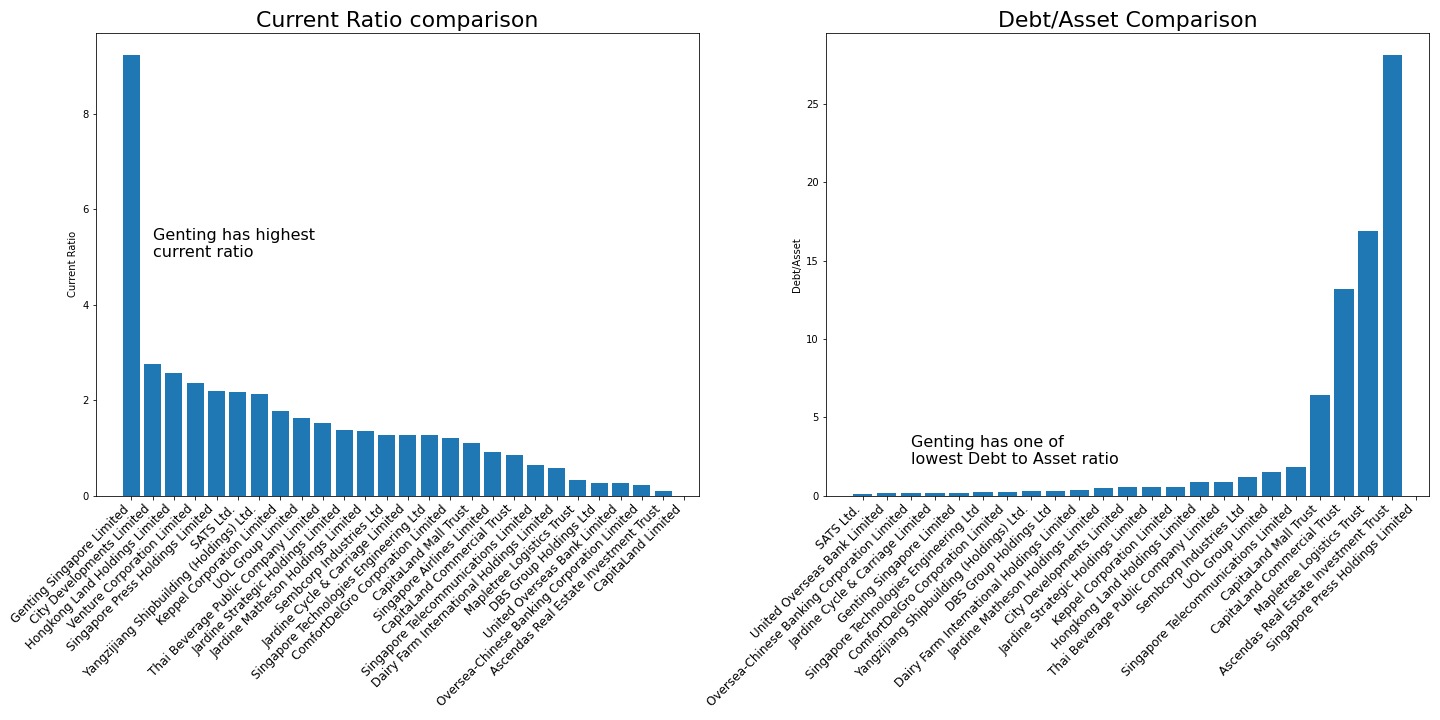 Current Ratio comparison
Current Ratio
8
6
4
2
0
Genting has highest
current ratio
Genting Singapore Limited
City Developments Limited
Hongkong Land Holdings Limited
Venture Corporation Limited
Singapore Press Holdings Limited
SATS Ltd.
Yangzijiang Shipbuilding (Holdings) Ltd.
Keppel Corporation Limited
UOL Group Limited
Thai Beverage Public Company Limited
Jardine Strategic Holdings Limited
Jardine Matheson Holdings Limited
Sembcorp Industries Ltd
Jardine Cycle & Carriage Limited
Singapore Technologies Engineering Ltd
ComfortDelGro Corporation Limited
CapitaLand Mall Trust
Singapore Airlines Limited
CapitaLand Commercial Trust
Singapore Telecommunications Limited
Dairy Farm International Holdings Limited
Mapletree Logistics Trust
DBS Group Holdings Ltd
United Overseas Bank Limited
Oversea-Chinese Banking Corporation Limited
Ascendas Real Estate Investment Trust
CapitaLand Limited
Debt/Asset Comparison
Debt/Asset
25
20
15
10
5
0
Genting has one of
lowest Debt to Asset ratio
SATS Ltd.
United Overseas Bank Limited
Oversea-Chinese Banking Corporation Limited
Jardine Cycle & Carriage Limited
Genting Singapore Limited
Singapore Technologies Engineering Ltd
ComfortDelGro Corporation Limited
Yangzijiang Shipbuilding (Holdings) Ltd.
DBS Group Holdings Ltd
Dairy Farm International Holdings Limited
Jardine Matheson Holdings Limited
City Developments Limited
Jardine Strategic Holdings Limited
Keppel Corporation Limited
Hongkong Land Holdings Limited
Thai Beverage Public Company Limited
Sembcorp Industries Ltd
UOL Group Limited
Singapore Telecommunications Limited
CapitaLand Mall Trust
CapitaLand Commercial Trust
Mapletree Logistics Trust
Ascendas Real Estate Investment Trust
Singapore Press Holdings Limited